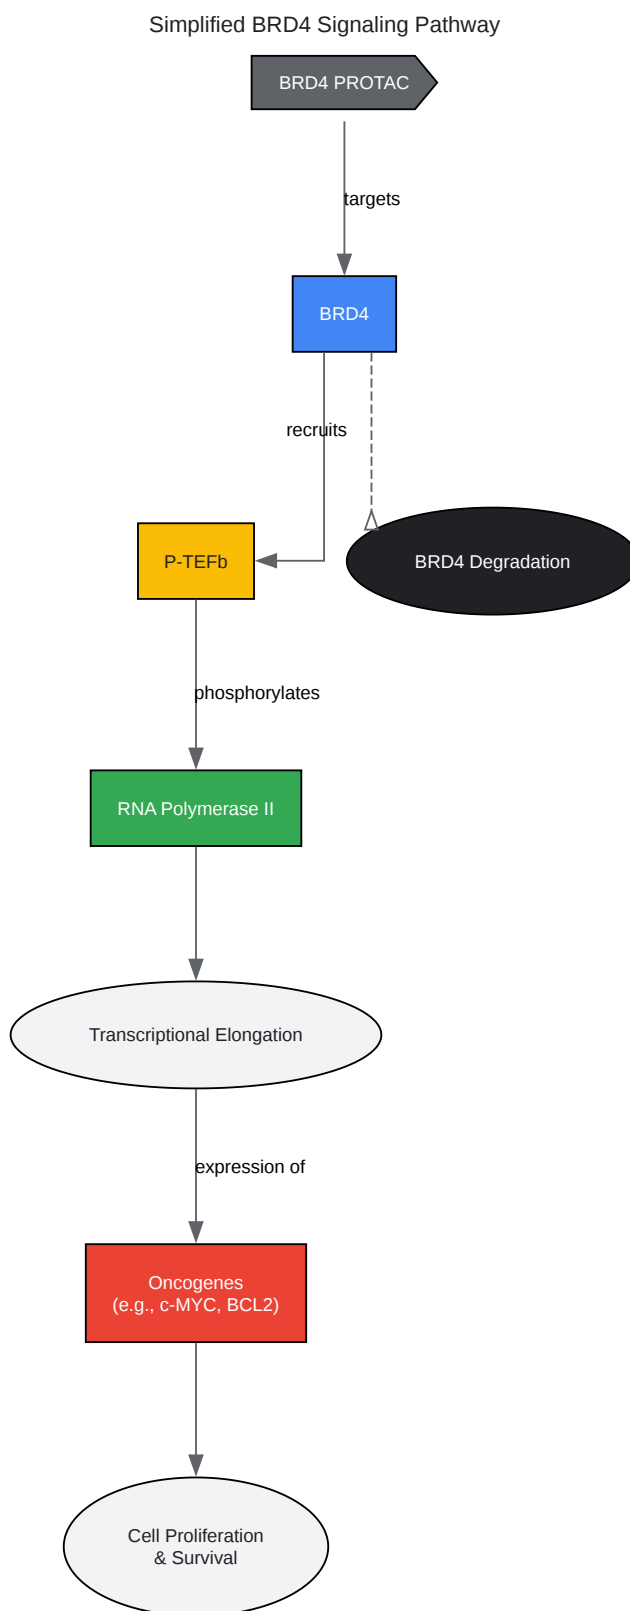 Simplified BRD4 Signaling Pathway
BRD4 PROTAC
targets
BRD4
recruits
P-TEFb
BRD4 Degradation
phosphorylates
RNA Polymerase II
Transcriptional Elongation
expression of
Oncogenes
(e.g., c-MYC, BCL2)
Cell Proliferation
& Survival